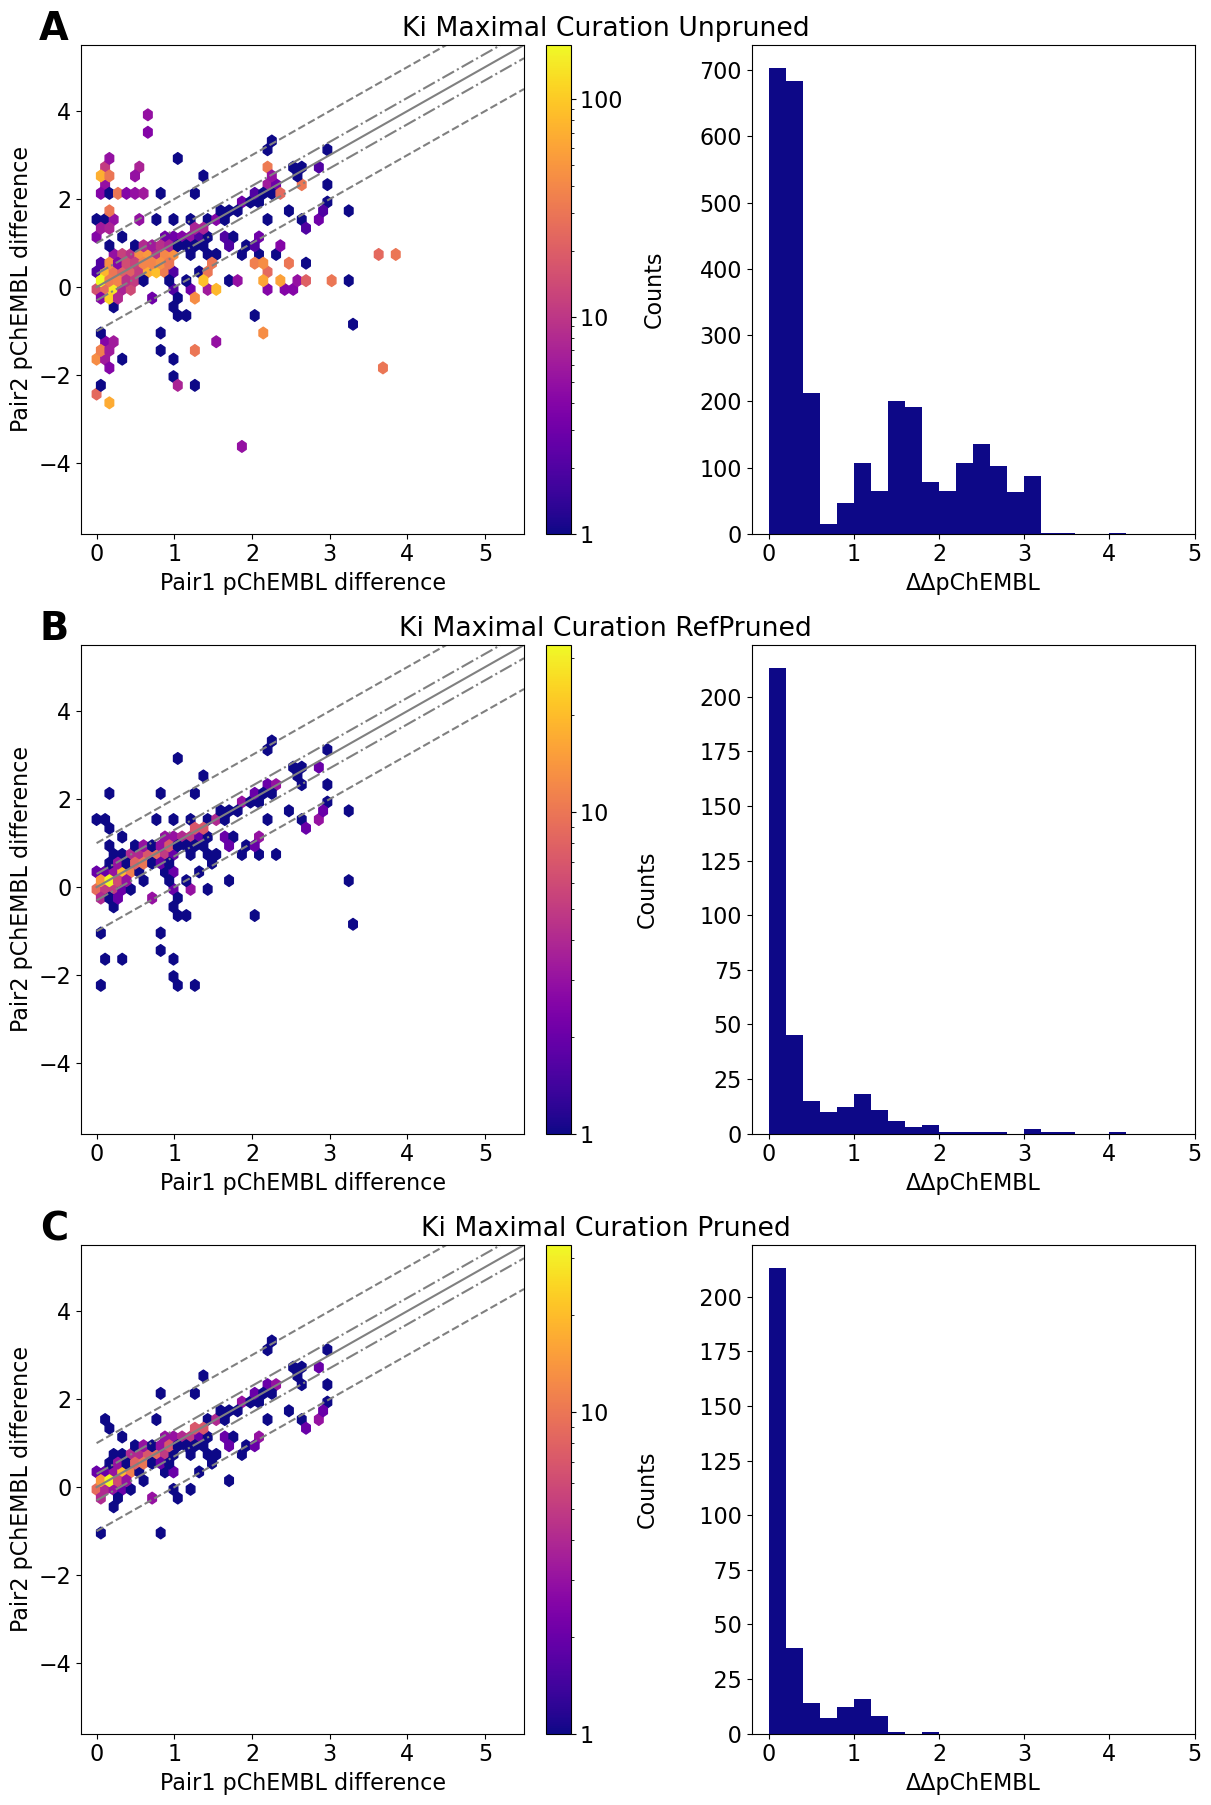 A
Ki Maximal Curation Unpruned
Pair2 pChEMBL difference
4
2
0
−2
−4
0 1 2 3 4 5
Pair1 pChEMBL difference
100
10
1
Counts
700
600
500
400
300
200
100
0
0 1 2 3 4 5
ΔΔpChEMBL
B
Ki Maximal Curation RefPruned
Pair2 pChEMBL difference
4
2
0
−2
−4
0 1 2 3 4 5
Pair1 pChEMBL difference
10
1
Counts
200
175
150
125
100
75
50
25
0
0 1 2 3 4 5
ΔΔpChEMBL
C
Ki Maximal Curation Pruned
Pair2 pChEMBL difference
4
2
0
−2
−4
0 1 2 3 4 5
Pair1 pChEMBL difference
10
1
Counts
200
175
150
125
100
75
50
25
0
0 1 2 3 4 5
ΔΔpChEMBL